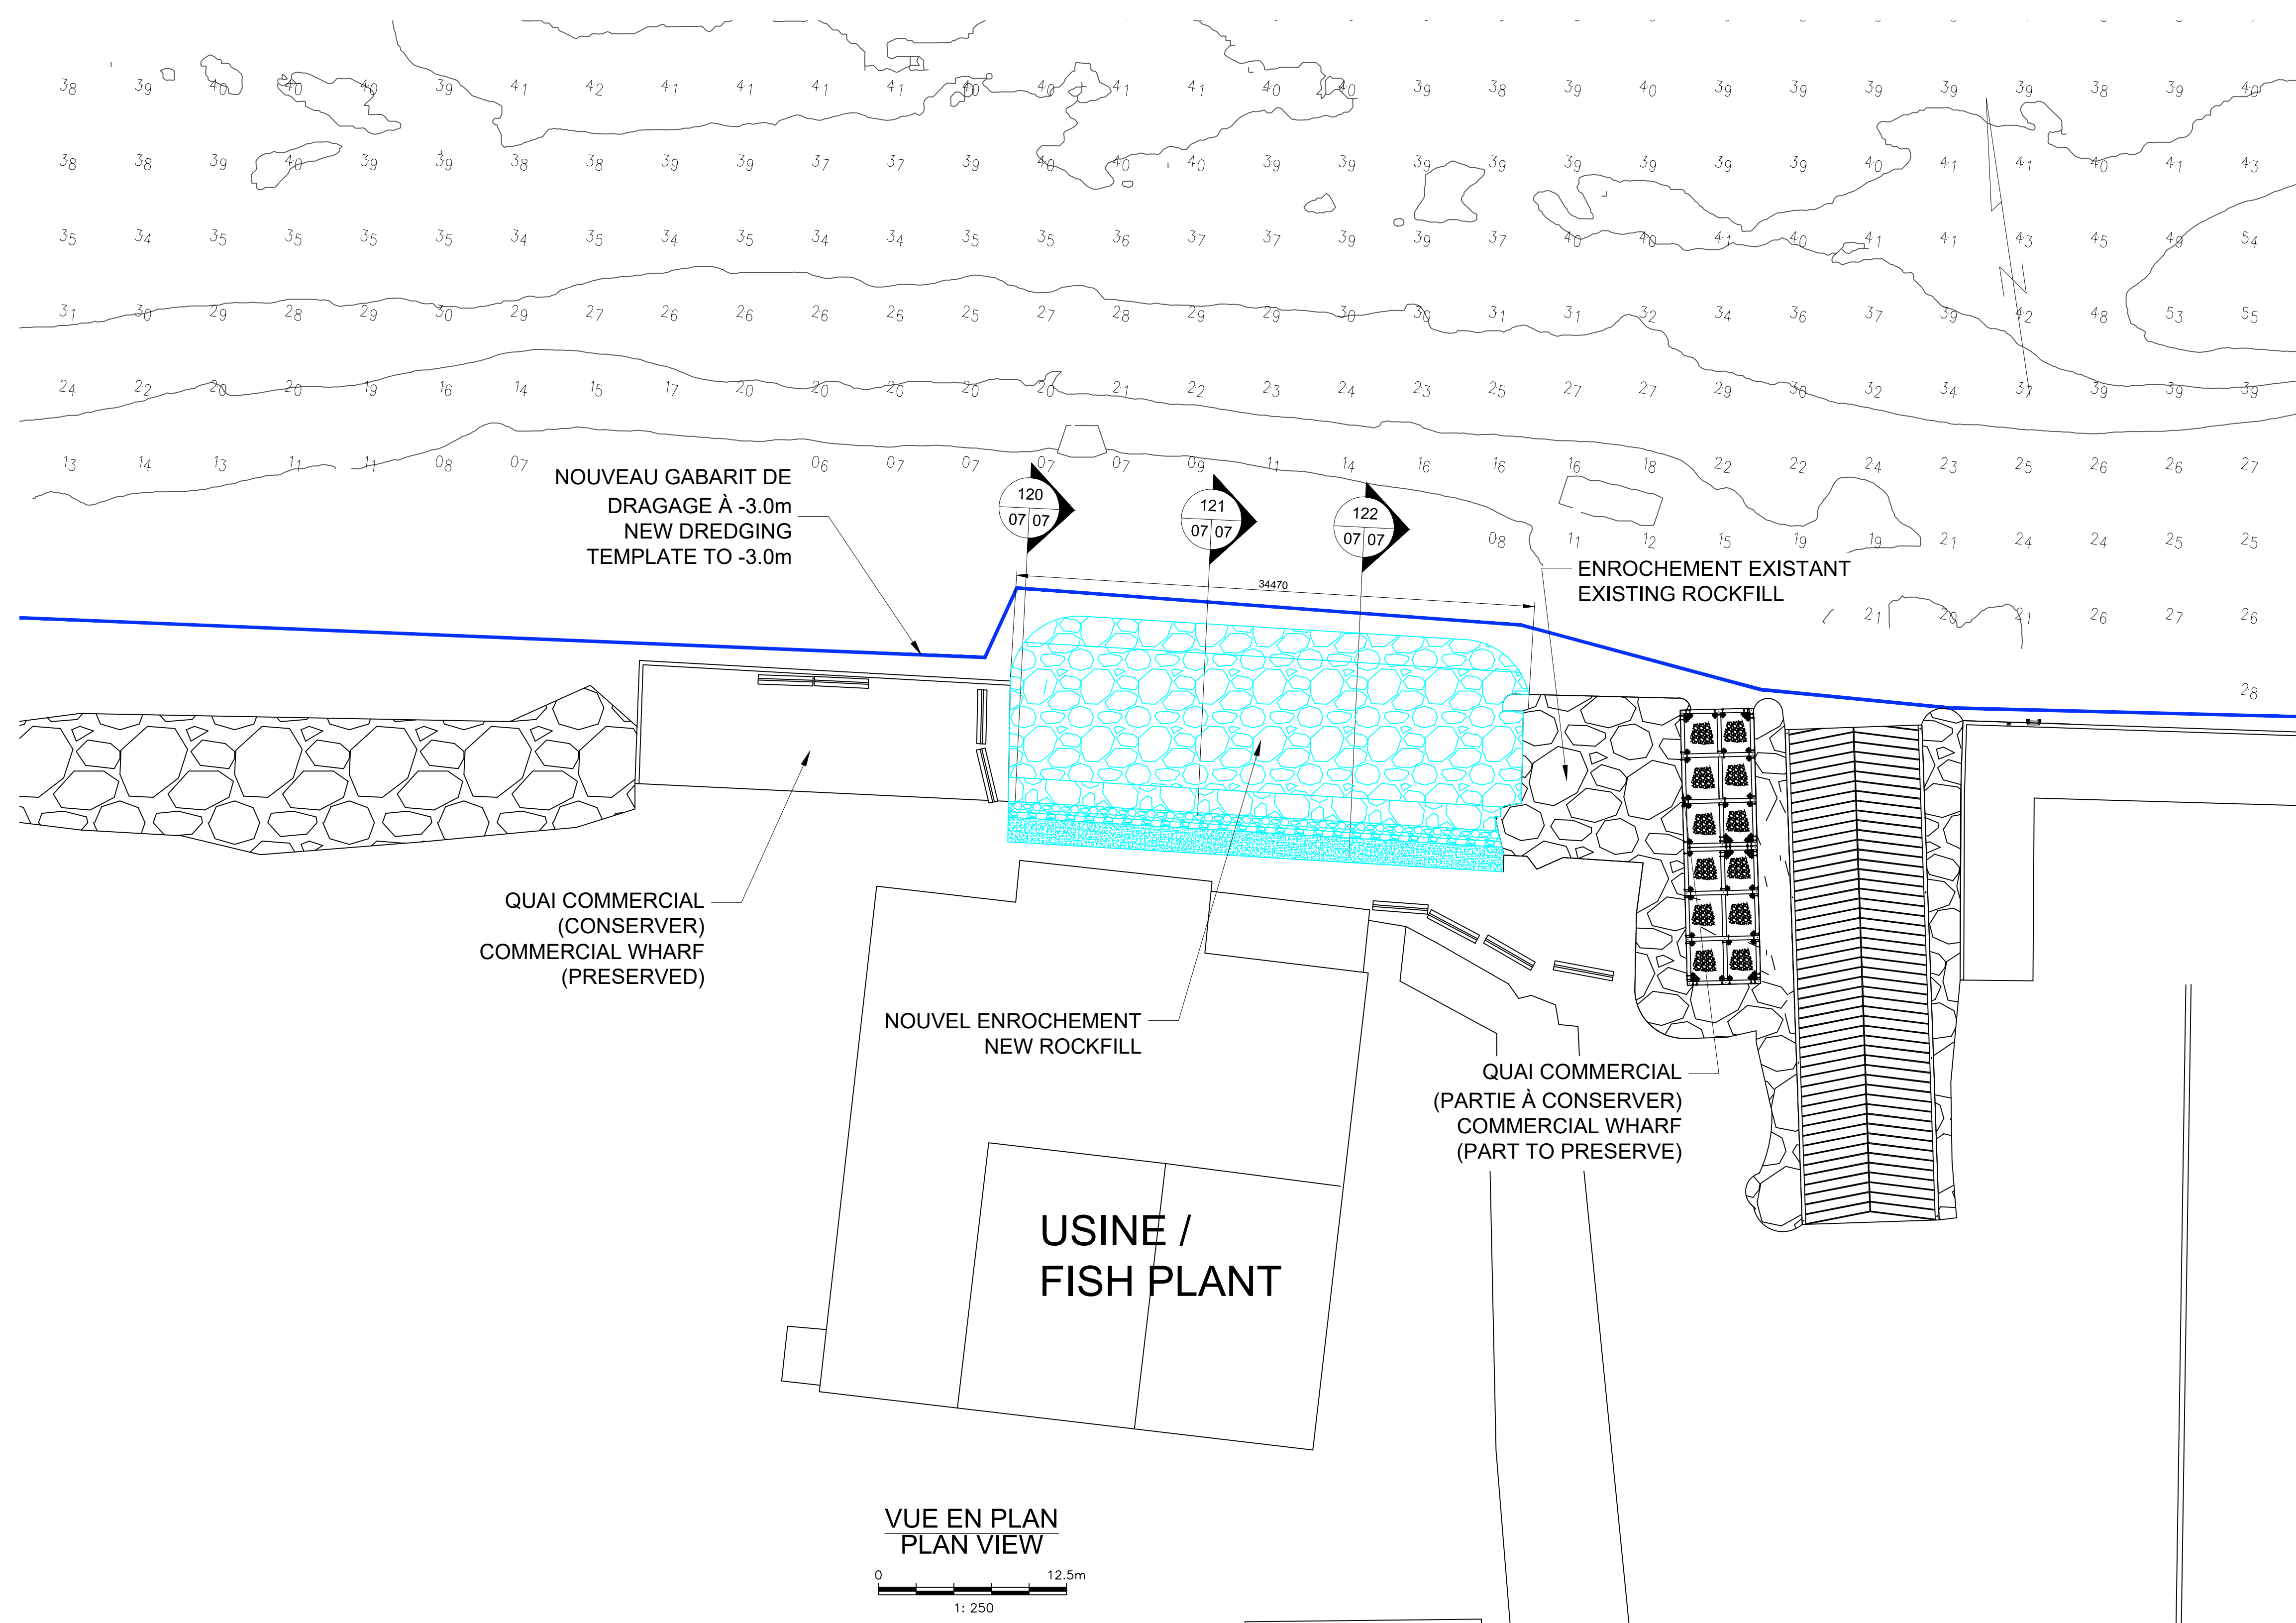 38 39 40 40 40 39 41 42 41 41 41 41 40 40 41 41 40 40 39 38 39 40 39 39 39 39 39 38 39 40
38 38 39 40 39 39 38 38 39 39 37 37 39 40 40 40 39 39 39 39 39 39 39 39 40 41 41 40 41 43
35 34 35 35 35 35 34 35 34 35 34 34 35 35 36 37 37 39 39 37 40 40 41 40 41 41 43 45 49 54
31 30 29 28 29 30 29 27 26 26 26 26 25 27 28 29 29 30 30 31 31 32 34 36 37 39 42 48 53 55
24 22 20 20 19 16 14 15 17 20 20 20 20 20 21 22 23 24 23 25 27 27 29 30 32 34 37 39 39 39
13 14 13 11 11 08 07 06 07 07 07 07 09 11 14 16 16 16 18 22 22 24 23 25 26 26 27
NOUVEAU GABARIT DE
DRAGAGE À -3.0m
NEW DREDGING
TEMPLATE TO -3.0m
120
07 07
121
07 07
122
07 07
08 11 12 15 19 19 21 24 24 25 25
34470
ENROCHEMENT EXISTANT
EXISTING ROCKFILL
21 20 21 26 27 26
28
QUAI COMMERCIAL
(CONSERVER)
COMMERCIAL WHARF
(PRESERVED)
NOUVEL ENROCHEMENT
NEW ROCKFILL
QUAI COMMERCIAL
(PARTIE À CONSERVER)
COMMERCIAL WHARF
(PART TO PRESERVE)
USINE /
FISH PLANT
VUE EN PLAN
PLAN VIEW
0 12.5m
1: 250